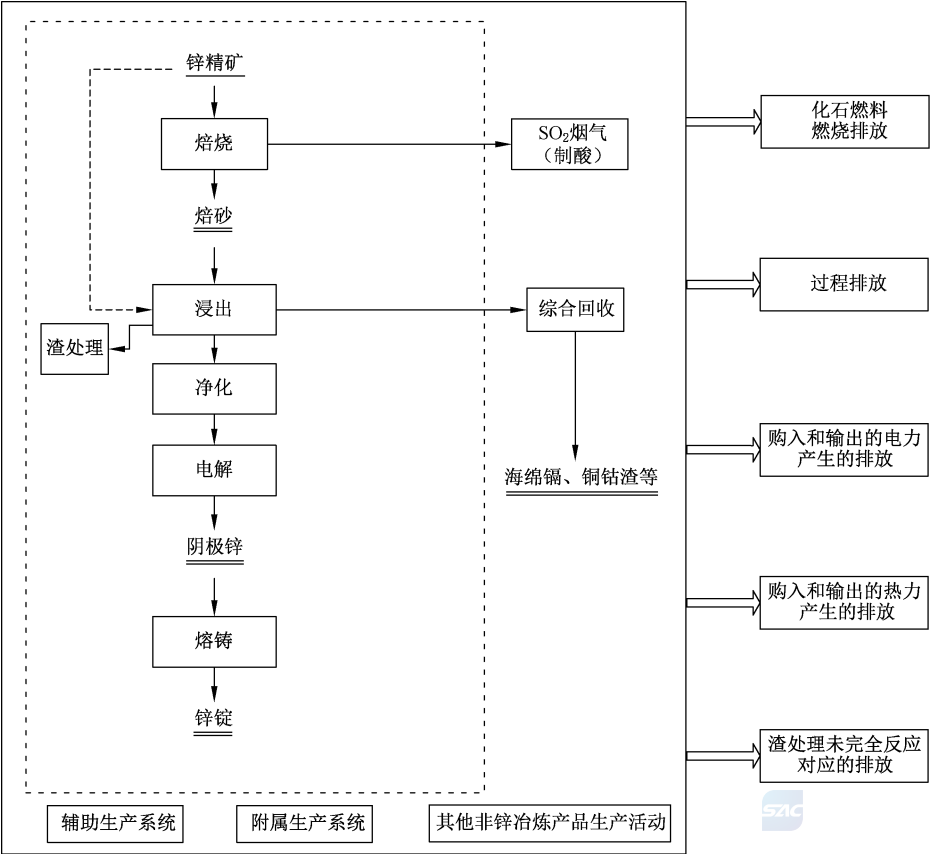 锌精矿
焙烧
SO₂烟气
（制酸）
焙砂
浸出
综合回收
渣处理
净化
电解
海绵镉、铜钴渣等
阴极锌
熔铸
锌锭
辅助生产系统
附属生产系统
其他非锌冶炼产品生产活动
化石燃料
燃烧排放
过程排放
购入和输出的电力
产生的排放
购入和输出的热力
产生的排放
渣处理未完全反应
对应的排放
SAC